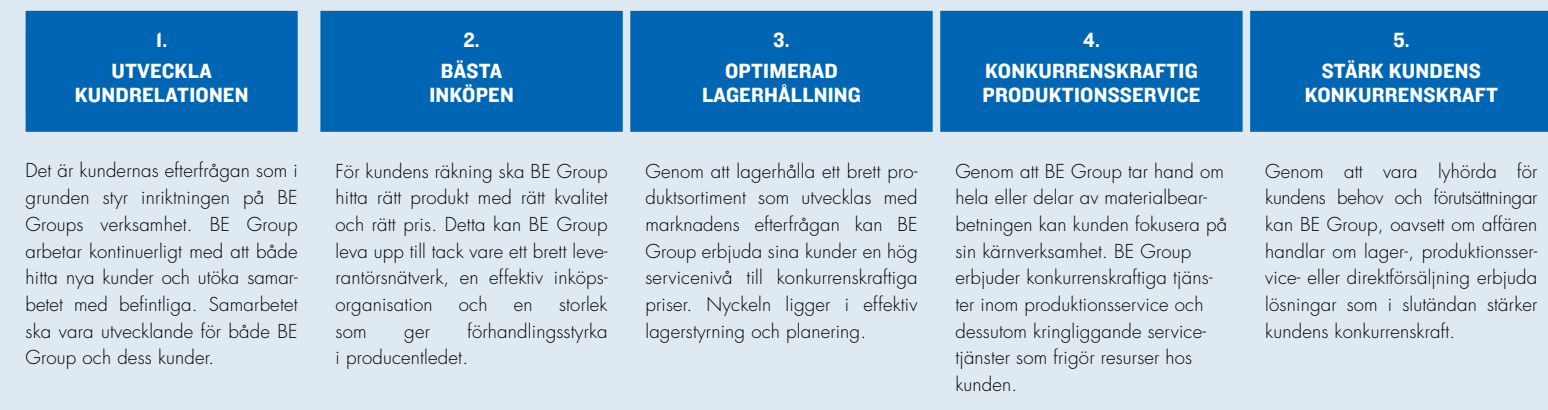 1.
UTVECKLA
KUNDRELATIONEN
Det är kundernas efterfrågan som i
grunden styr inriktningen på BE
Groups verksamhet. BE Group
arbetar kontinuerligt med att både
hitta nya kunder och utöka samar-
betet med befintliga. Samarbetet
ska vara utvecklande för både BE
Group och dess kunder.
2.
BÄSTA
INKÖPEN
För kundens räkning ska BE Group
hitta rätt produkt med rätt kvalitet
och rätt pris. Detta kan BE Group
leva upp till tack vare ett brett leve-
rantörsnätverk, en effektiv inköps-
organisation och en storlek
som ger förhandlingsstyrka
i producentledet.
3.
OPTIMERAD
LAGERHÅLLNING
Genom att lagerhålla ett brett pro-
duktsortiment som utvecklas med
marknadens efterfrågan kan BE
Group erbjuda sina kunder en hög
servicenivå till konkurrenskraftiga
priser. Nyckeln ligger i effektiv
lagerstyrning och planering.
4.
KONKURRENSKRAFTIG
PRODUKTIONSSERVICE
Genom att BE Group tar hand om
hela eller delar av materialbear-
betningen kan kunden fokusera på
sin kärnverksamhet. BE Group
erbjuder konkurrenskraftiga tjäns-
ter inom produktionsservice och
dessutom kringliggande service-
tjänster som frigör resurser hos
kunden.
5.
STÄRK KUNDENS
KONKURRENSKRAFT
Genom att vara lyhörda för
kundens behov och förutsättningar
kan BE Group, oavsett om affären
handlar om lager-, produktionsser-
vice- eller direktförsäljning erbjuda
lösningar som i slutändan stärker
kundens konkurrenskraft.